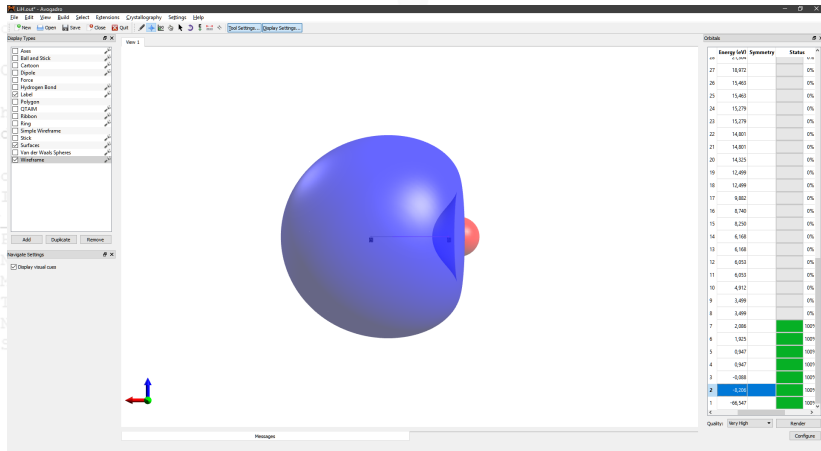 LiH.out* - Avogadro
File Edit View Build Select Extensions Crystallography Settings Help
New Open Save Close Quit Tool Settings... Display Settings...
Display Types
Axes
Ball and Stick
Cartoon
Dipole
Force
Hydrogen Bond
Label
Polygon
QTAIM
Ribbon
Ring
Simple Wireframe
Stick
Surfaces
Van der Waals Spheres
Wireframe
Add Duplicate Remove
Navigate Settings
Display visual cues
View 1
Messages
Orbitals
Energy (eV) Symmetry Status
27 18,972 0%
26 15,463 0%
25 15,463 0%
24 15,279 0%
23 15,279 0%
22 14,801 0%
21 14,801 0%
20 14,325 0%
19 12,499 0%
18 12,499 0%
17 9,882 0%
16 8,740 0%
15 8,250 0%
14 6,168 0%
13 6,168 0%
12 6,053 0%
11 6,053 0%
10 4,912 0%
9 3,499 0%
8 3,499 0%
7 2,086 100%
6 1,925 100%
5 0,947 100%
4 0,947 100%
3 -0,088 100%
2 -8,208 100%
1 -66,547 100%
Quality: Very High Render
Configure